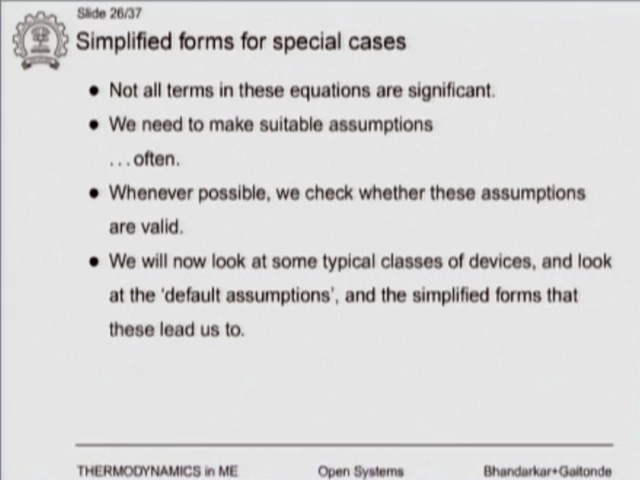 Slide 26/37
Simplified forms for special cases
• Not all terms in these equations are significant.
• We need to make suitable assumptions
...often.
• Whenever possible, we check whether these assumptions
are valid.
• We will now look at some typical classes of devices, and look
at the 'default assumptions', and the simplified forms that
these lead us to.
THERMODYNAMICS in ME Open Systems Bhandarkar+Gaitonde